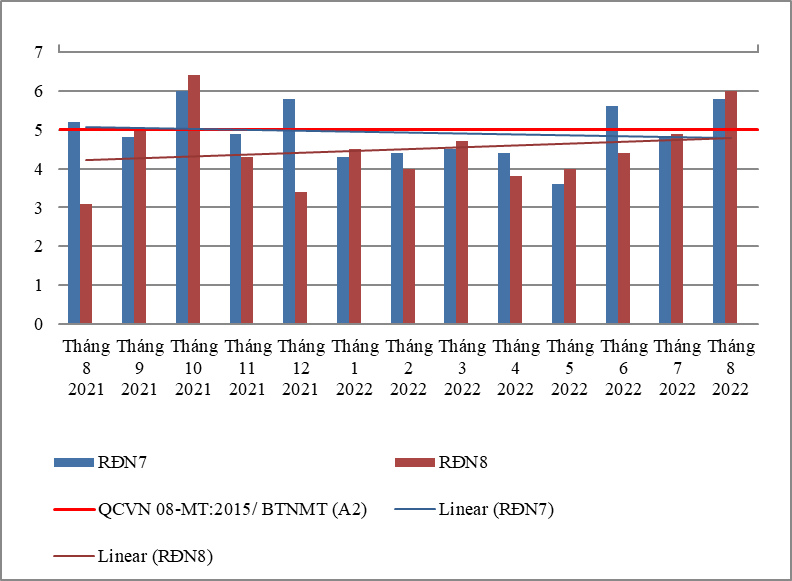 7
6
5
4
3
2
1
0
Tháng Tháng Tháng Tháng Tháng Tháng Tháng Tháng Tháng Tháng Tháng Tháng Tháng
8 9 10 11 12 1 2 3 4 5 6 7 8
2021 2021 2021 2021 2021 2022 2022 2022 2022 2022 2022 2022 2022
RĐN7 RĐN8
QCVN 08-MT:2015/ BTNMT (A2) Linear (RĐN7)
Linear (RĐN8)